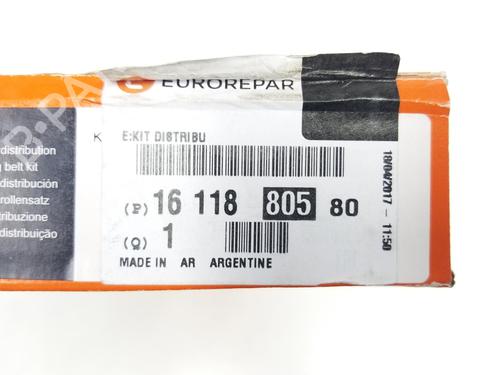 EUROREPAR
K
E:KIT DISTRIBU
distribution
belt kit
distribución
rollensatz
tribuzione
distribuição
(P) 16 118 805 80
(Q) 1
MADE IN AR ARGENTINE
18/04/2017 - 11:50
B-PA